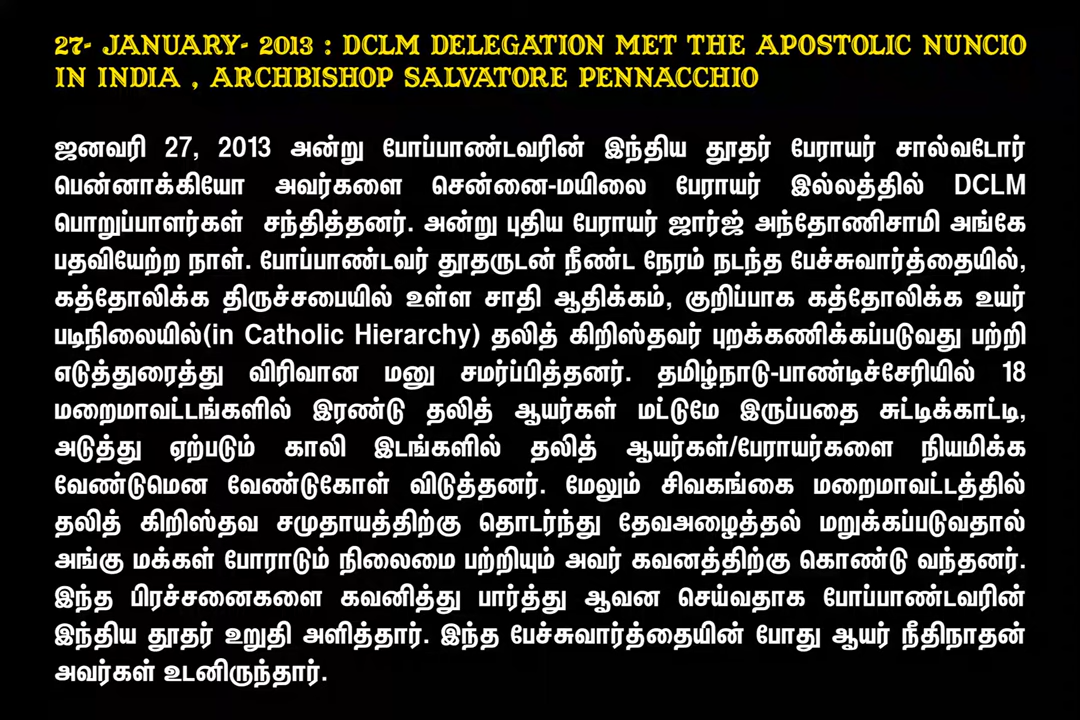 27- JANUARY- 2013 : DCLM DELEGATION MET THE APOSTOLIC NUNCIO
IN INDIA , ARCHBISHOP SALVATORE PENNACCHIO
ஜனவரி 27, 2013 அன்று போப்பாண்டவரின் இந்திய தூதர் பேராயர் சால்வடோர்
பென்னாக்கியோ அவர்களை சென்னை-மயிலை பேராயர் இல்லத்தில் DCLM
பொறுப்பாளர்கள் சந்தித்தனர். அன்று புதிய பேராயர் ஜார்ஜ் அந்தோணிசாமி அங்கே
பதவியேற்ற நாள். போப்பாண்டவர் தூதருடன் நீண்ட நேரம் நடந்த பேச்சுவார்த்தையில்,
கத்தோலிக்க திருச்சபையில் உள்ள சாதி ஆதிக்கம், குறிப்பாக கத்தோலிக்க உயர்
படிநிலையில்(in Catholic Hierarchy) தலித் கிறிஸ்தவர் புறக்கணிக்கப்படுவது பற்றி
எடுத்துரைத்து விரிவான மனு சமர்ப்பித்தனர். தமிழ்நாடு-பாண்டிச்சேரியில் 18
மறைமாவட்டங்களில் இரண்டு தலித் ஆயர்கள் மட்டுமே இருப்பதை சுட்டிக்காட்டி,
அடுத்து ஏற்படும் காலி இடங்களில் தலித் ஆயர்கள்/பேராயர்களை நியமிக்க
வேண்டுமென வேண்டுகோள் விடுத்தனர். மேலும் சிவகங்கை மறைமாவட்டத்தில்
தலித் கிறிஸ்தவ சமுதாயத்திற்கு தொடர்ந்து தேவஅழைத்தல் மறுக்கப்படுவதால்
அங்கு மக்கள் போராடும் நிலைமை பற்றியும் அவர் கவனத்திற்கு கொண்டு வந்தனர்.
இந்த பிரச்சனைகளை கவனித்து பார்த்து ஆவன செய்வதாக போப்பாண்டவரின்
இந்திய தூதர் உறுதி அளித்தார். இந்த பேச்சுவார்த்தையின் போது ஆயர் நீதிநாதன்
அவர்கள் உடனிருந்தார்.